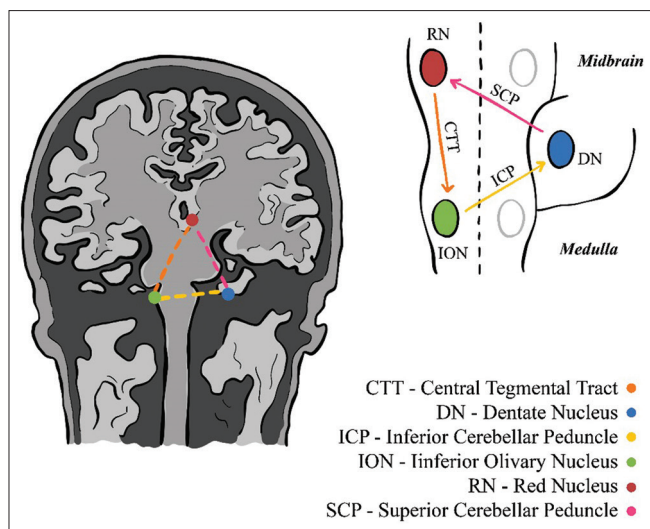 RN
Midbrain
SCP
CTT
DN
ICP
ION
Medulla
CTT - Central Tegmental Tract
DN - Dentate Nucleus
ICP - Inferior Cerebellar Peduncle
ION - Iinferior Olivary Nucleus
RN - Red Nucleus
SCP - Superior Cerebellar Peduncle